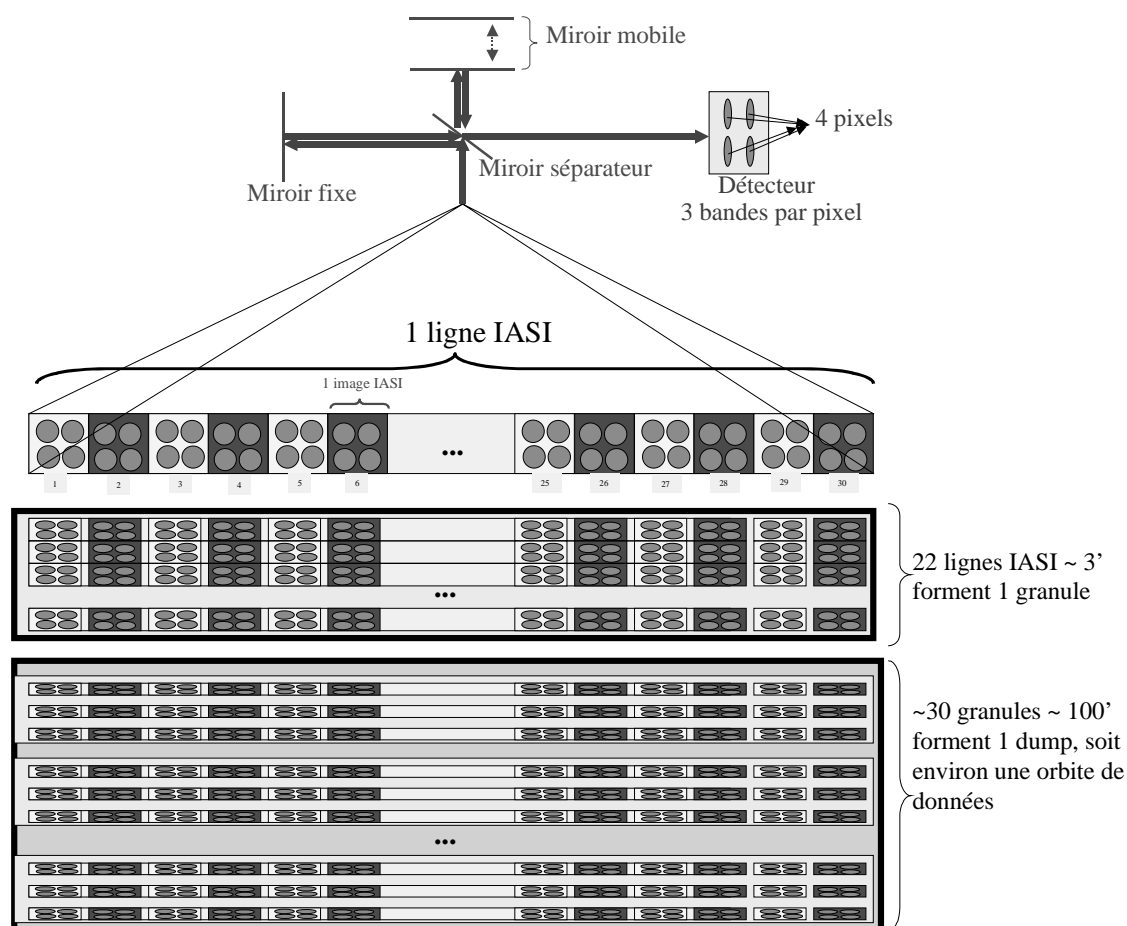 Miroir mobile
4 pixels
Miroir séparateur
Miroir fixe
Détecteur
3 bandes par pixel
1 ligne IASI
1 image IASI
...
1 2 3 4 5 6 25 26 27 28 29 30
22 lignes IASI ~ 3’
forment 1 granule
...
~30 granules ~ 100’
forment 1 dump, soit
environ une orbite de
données
...